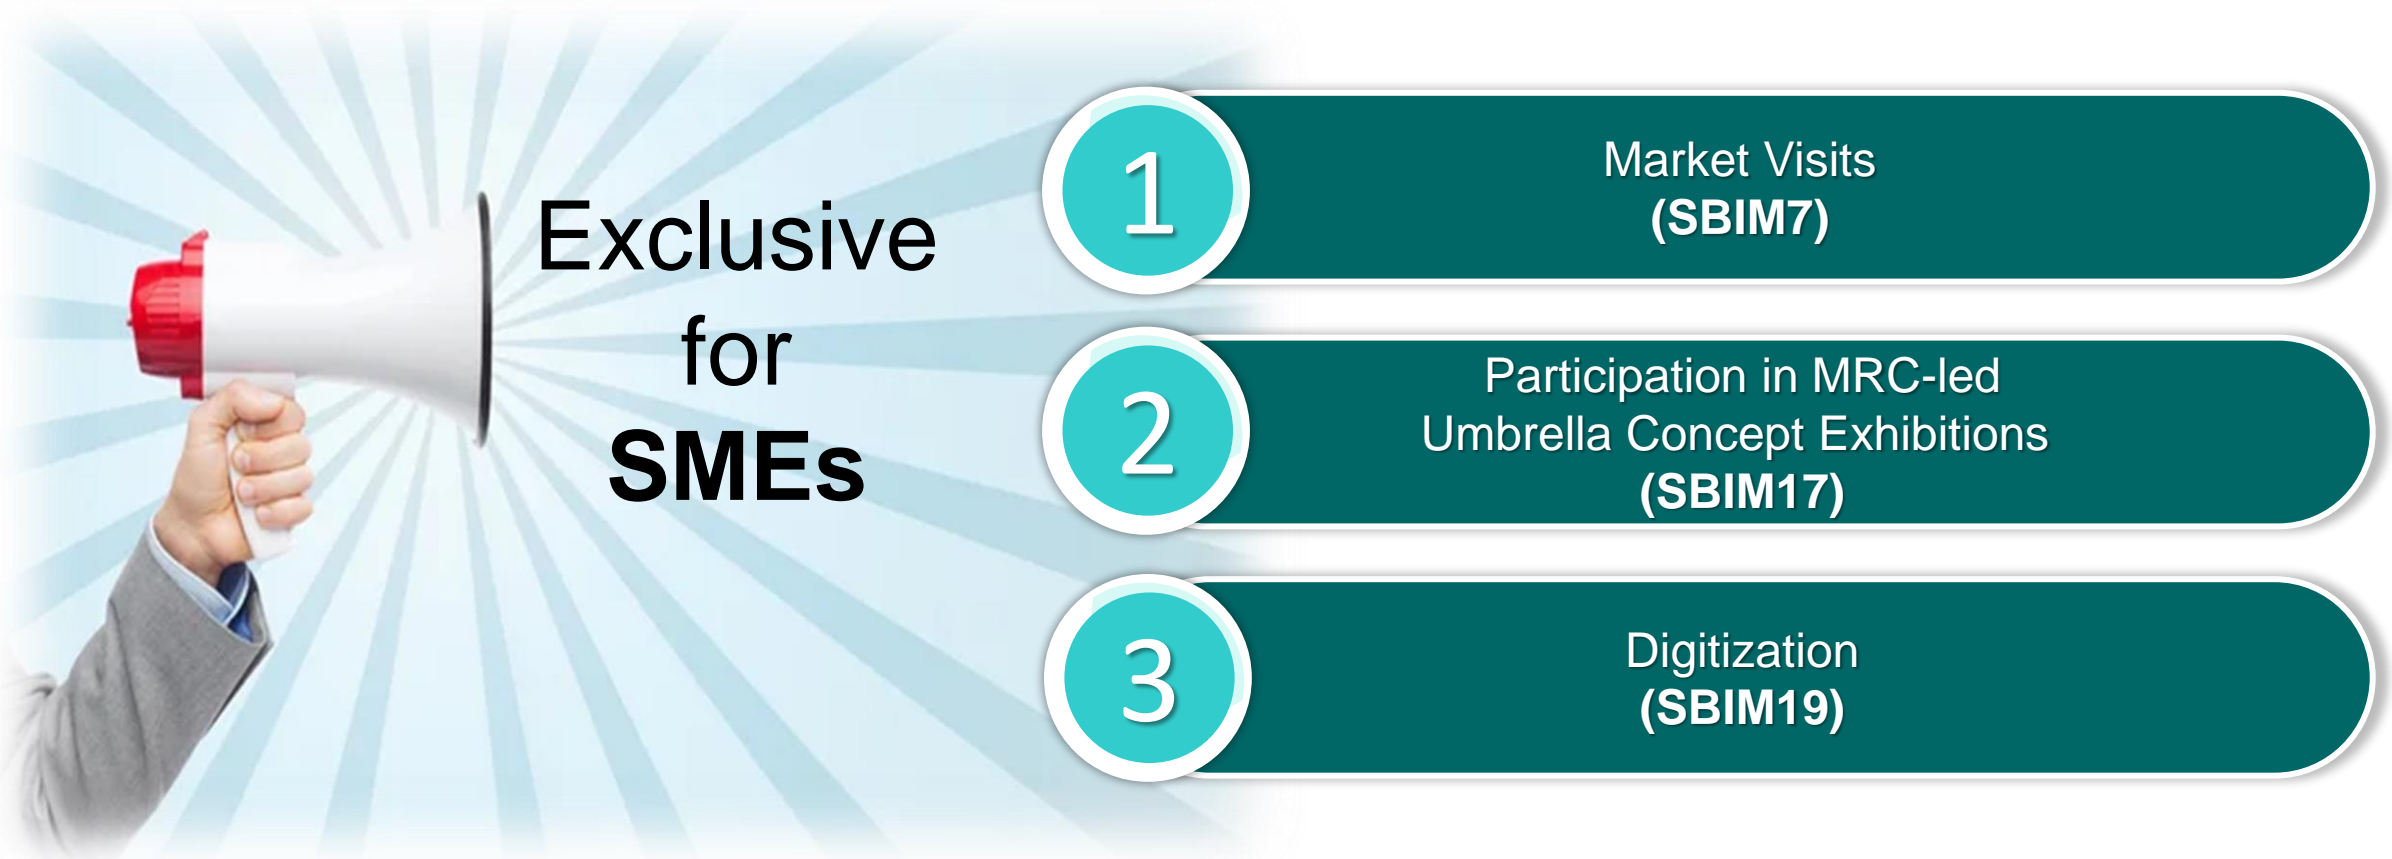 Exclusive
for
SMEs
1
Market Visits
(SBIM7)
2
Participation in MRC-led
Umbrella Concept Exhibitions
(SBIM17)
3
Digitization
(SBIM19)